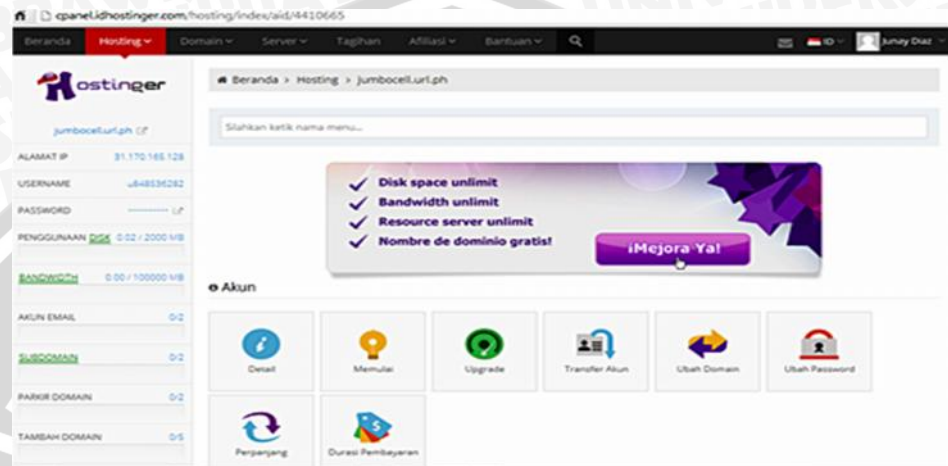 cpanel.idhostinger.com/hosting/index/aid/4410665
Beranda Hosting Domain Server Tagihan Afiliasi Bantuan ID Junay Diaz
Hostinger
Beranda > Hosting > jumbocell.url.ph
jumbocell.url.ph
Silahkan ketik nama menu...
ALAMAT IP 31.170.165.128
USERNAME u848536282
PASSWORD ----------
PENGGUNAAN DISK 0.02 / 2000 MB
BANDWIDTH 0.00 / 100000 MB
AKUN EMAIL 0/2
SUBDOMAIN 0/2
PARKIR DOMAIN 0/2
TAMBAH DOMAIN 0/5
Disk space unlimit
Bandwidth unlimit
Resource server unlimit
Nombre de dominio gratis!
¡Mejora Ya!
Akun
Detail
Memulai
Upgrade
Transfer Akun
Ubah Domain
Ubah Password
Perpanjang
Durasi Pembayaran